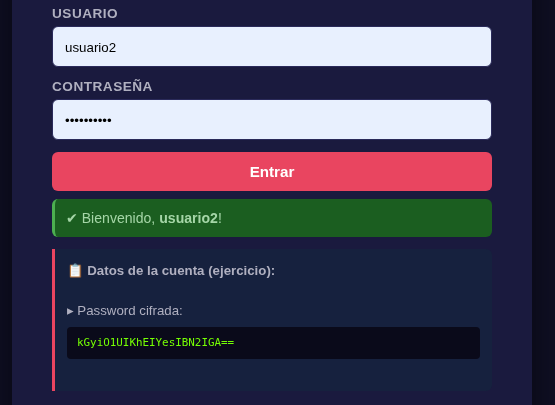 USUARIO
usuario2
CONTRASEÑA
••••••••••
Entrar
✔ Bienvenido, usuario2!
📋 Datos de la cuenta (ejercicio):
▸ Password cifrada:
kGyiO1UIKhEIYesIBN2IGA==